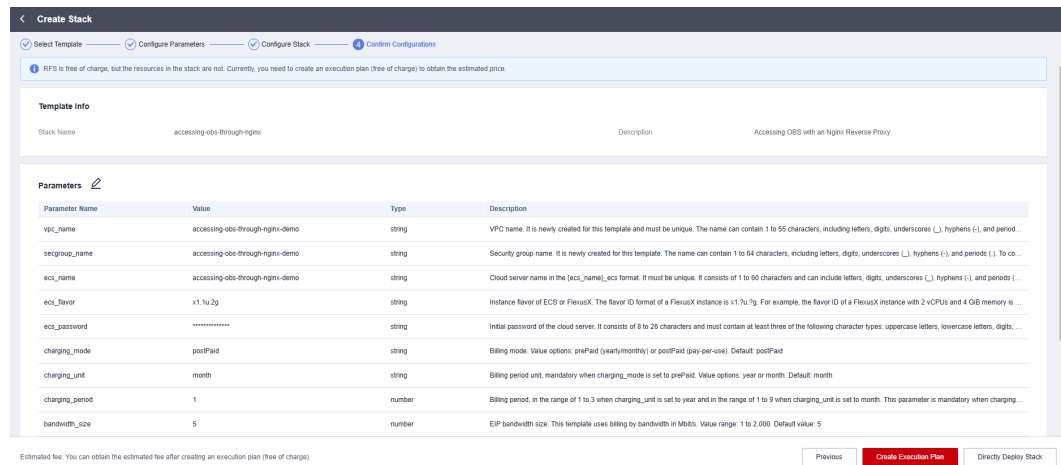 Create Stack
Select Template Configure Parameters Configure Stack 4 Confirm Configurations
RFS is free of charge, but the resources in the stack are not. Currently, you need to create an execution plan (free of charge) to obtain the estimated price.
Template Info
Stack Name accessing-obs-through-nginx Description Accessing OBS with an Nginx Reverse Proxy
Parameters
Parameter Name Value Type Description
vpc_name accessing-obs-through-nginx-demo string VPC name. It is newly created for this template and must be unique. The name can contain 1 to 55 characters, including letters, digits, underscores (_), hyphens (-), and period...
secgroup_name accessing-obs-through-nginx-demo string Security group name. It is newly created for this template. The name can contain 1 to 64 characters, including letters, digits, underscores (_), hyphens (-), and periods (.). To co...
ecs_name accessing-obs-through-nginx-demo string Cloud server name in the {ecs_name}_ecs format. It must be unique. It consists of 1 to 60 characters and can include letters, digits, underscores (_), hyphens (-), and periods (...
ecs_flavor x1.1u.2g string Instance flavor of ECS or FlexusX. The flavor ID format of a FlexusX instance is x1.?u.?g. For example, the flavor ID of a FlexusX instance with 2 vCPUs and 4 GiB memory is ...
ecs_password ************** string Initial password of the cloud server. It consists of 8 to 26 characters and must contain at least three of the following character types: uppercase letters, lowercase letters, digits, ...
charging_mode postPaid string Billing mode. Value options: prePaid (yearly/monthly) or postPaid (pay-per-use). Default: postPaid
charging_unit month string Billing period unit, mandatory when charging_mode is set to prePaid. Value options: year or month. Default: month
charging_period 1 number Billing period, in the range of 1 to 3 when charging_unit is set to year and in the range of 1 to 9 when charging_unit is set to month. This parameter is mandatory when charging...
bandwidth_size 5 number EIP bandwidth size. This template uses billing by bandwidth in Mbit/s. Value range: 1 to 2,000. Default value: 5
Estimated fee: You can obtain the estimated fee after creating an execution plan (free of charge). Previous Create Execution Plan Directly Deploy Stack